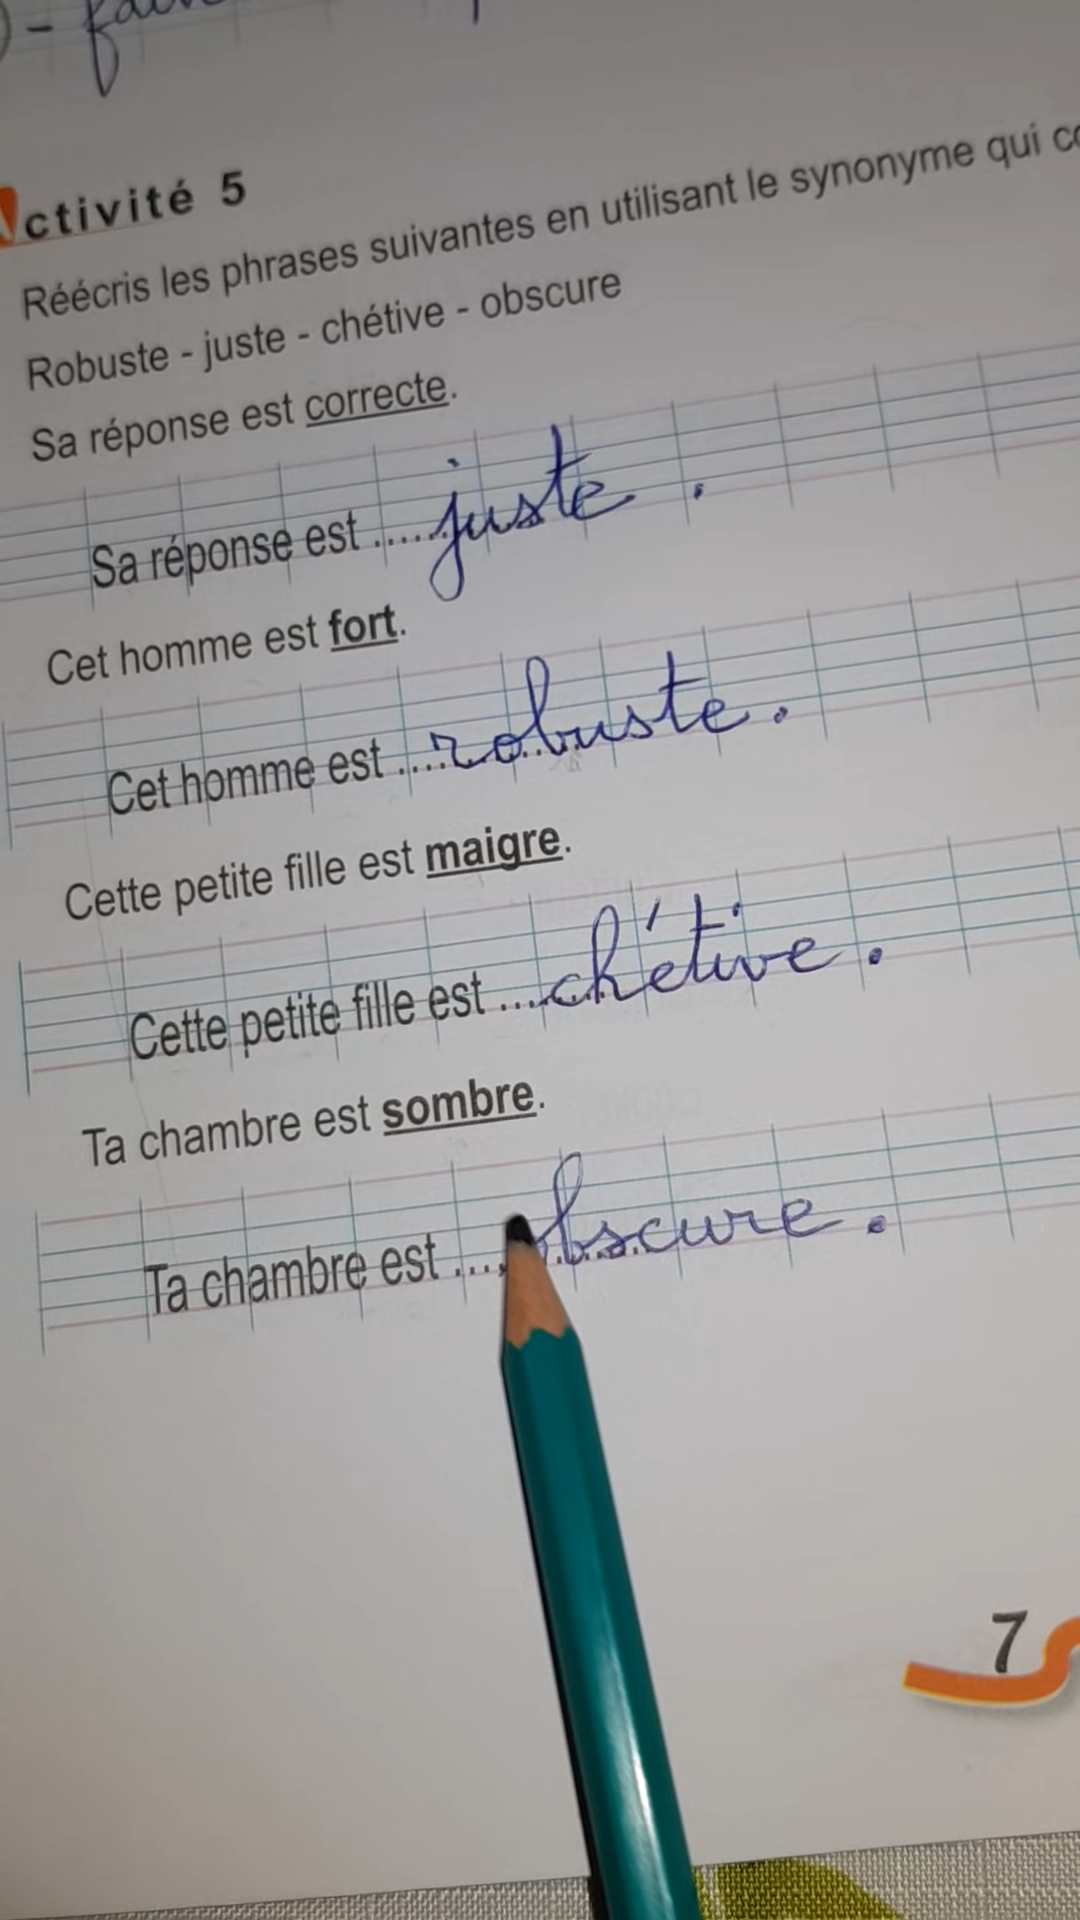 Activité 5
Réécris les phrases suivantes en utilisant le synonyme qui
Robuste - juste - chétive - obscure
Sa réponse est correcte.
Sa réponse est .....juste.
Cet homme est fort.
Cet homme est ....robuste.
Cette petite fille est maigre.
Cette petite fille est ...chétive.
Ta chambre est sombre.
Ta chambre est ....obscure.
7